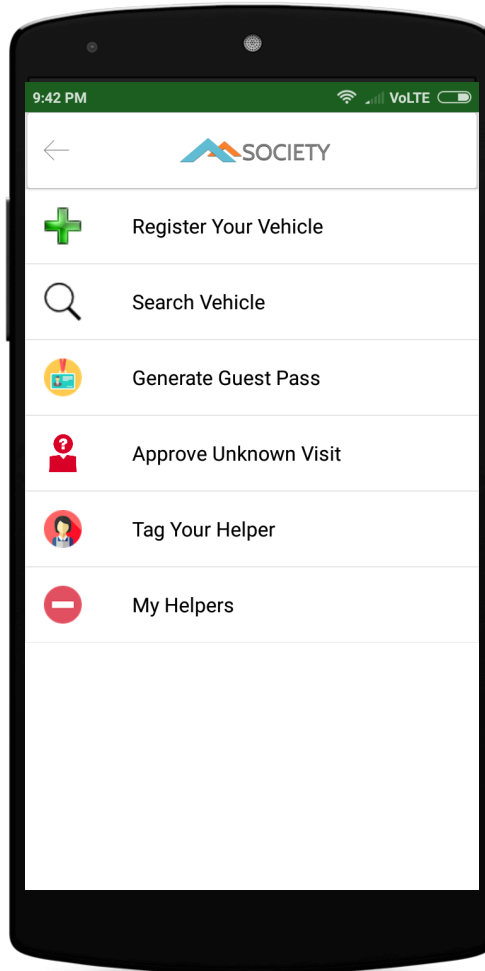 9:42 PM VoLTE
SOCIETY
Register Your Vehicle
Search Vehicle
Generate Guest Pass
?
Approve Unknown Visit
Tag Your Helper
My Helpers